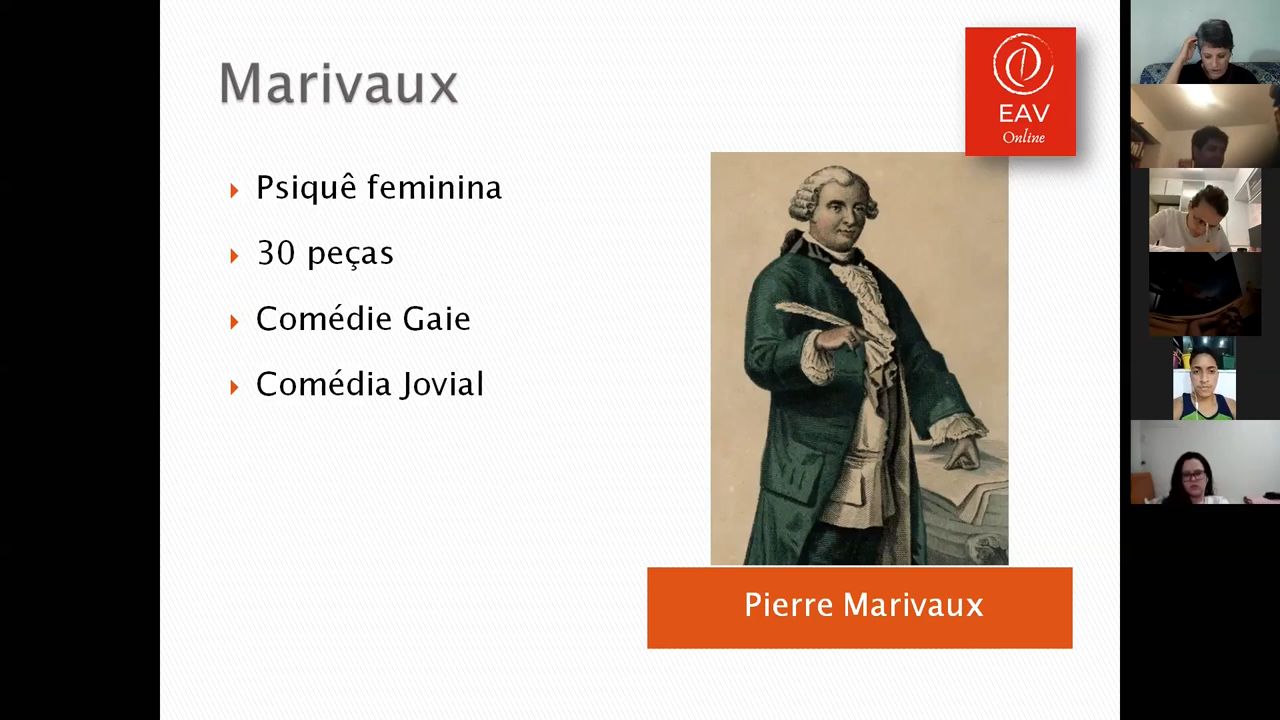 Marivaux
EAV
Online
Psiquê feminina
30 peças
Comédie Gaie
Comédia Jovial
Pierre Marivaux